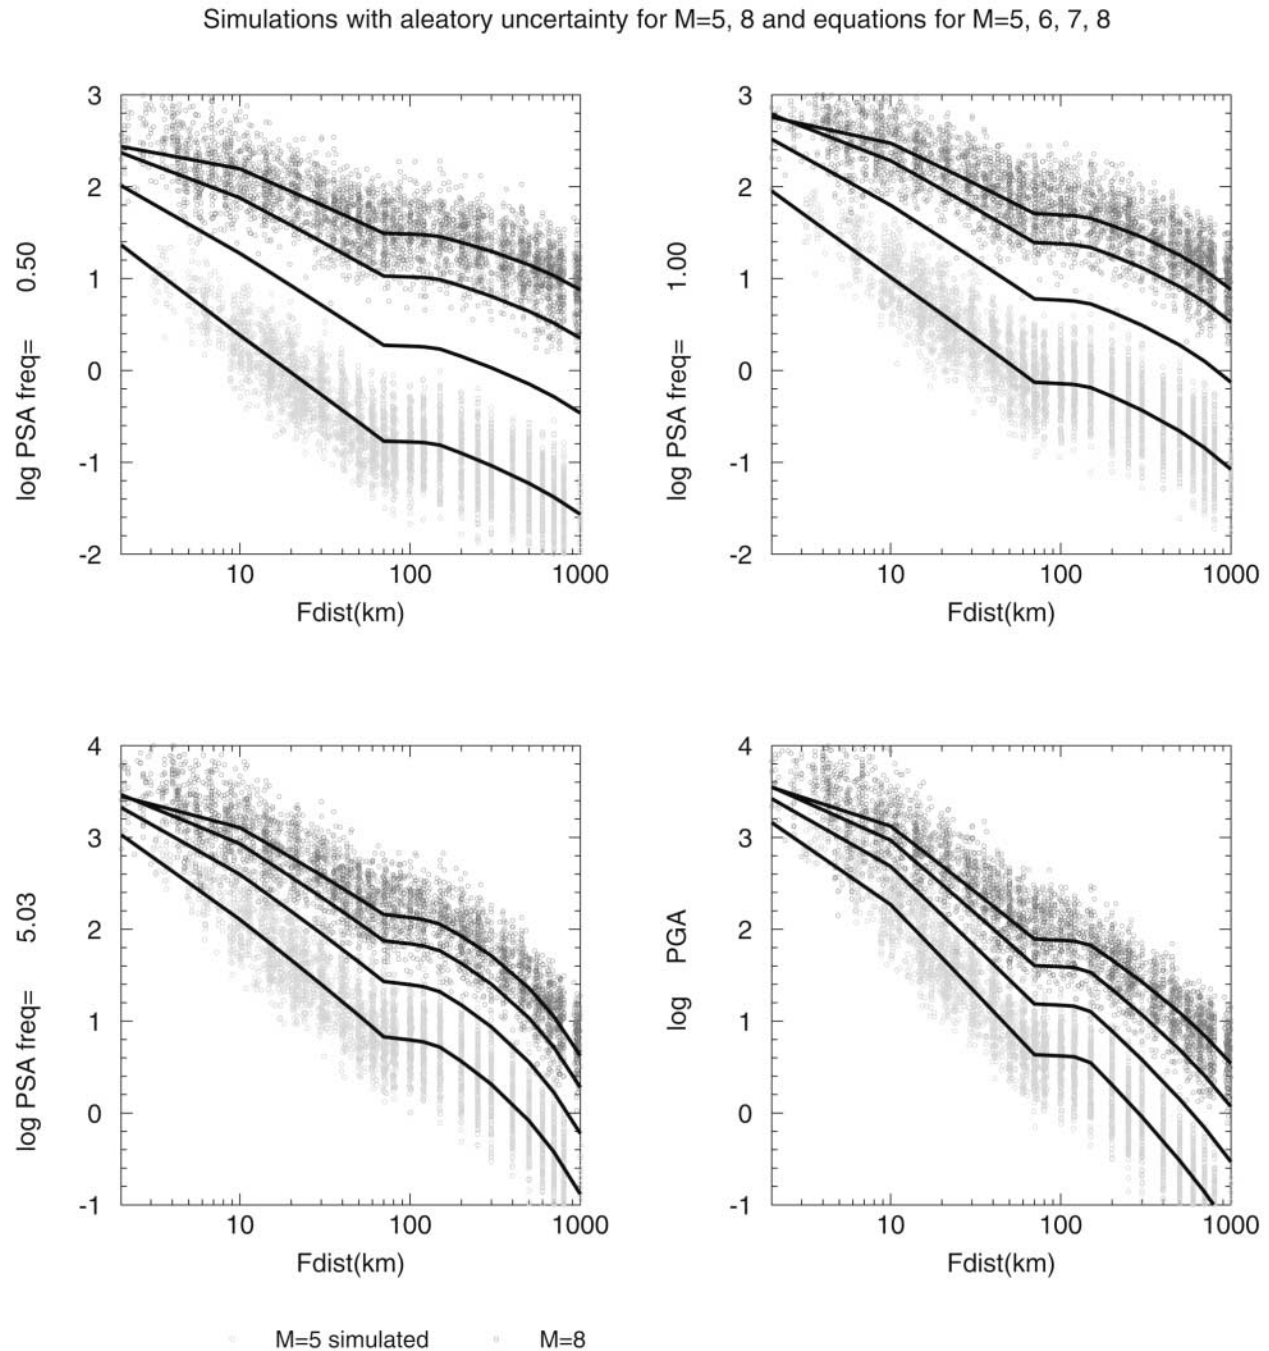 Simulations with aleatory uncertainty for M=5, 8 and equations for M=5, 6, 7, 8
log PSA freq= 0.50
3
2
1
0
-1
-2
10 100 1000
Fdist(km)
log PSA freq= 1.00
3
2
1
0
-1
-2
10 100 1000
Fdist(km)
log PSA freq= 5.03
4
3
2
1
0
-1
10 100 1000
Fdist(km)
log PGA
4
3
2
1
0
-1
10 100 1000
Fdist(km)
M=5 simulated M=8